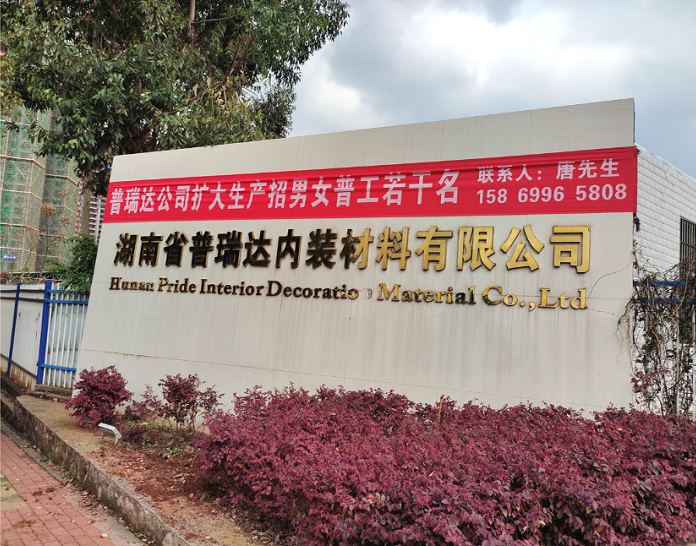 普瑞达公司扩大生产招男女普工若干名
联系人：唐先生
158 6996 5808
湖南省普瑞达内装材料有限公司
Hunan Pride Interior Decoration Material Co.,Ltd